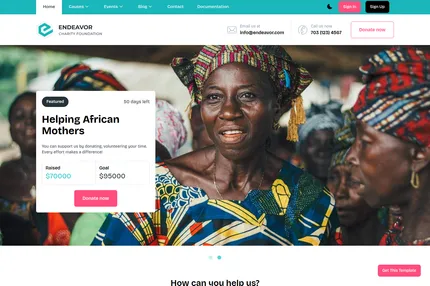 Home Causes Events Blog Contact Documentation Sign In Sign Up
ENDEAVOR
CHARITY FOUNDATION
Email us at
info@endeavor.com
Call us now
703 (123) 4567
Donate now
Featured
50 days left
Helping African
Mothers
You can support us by donating, volunteering your time.
Every effort makes a difference!
Raised
$70000
Goal
$95000
Donate now
Get This Template
How can you help us?